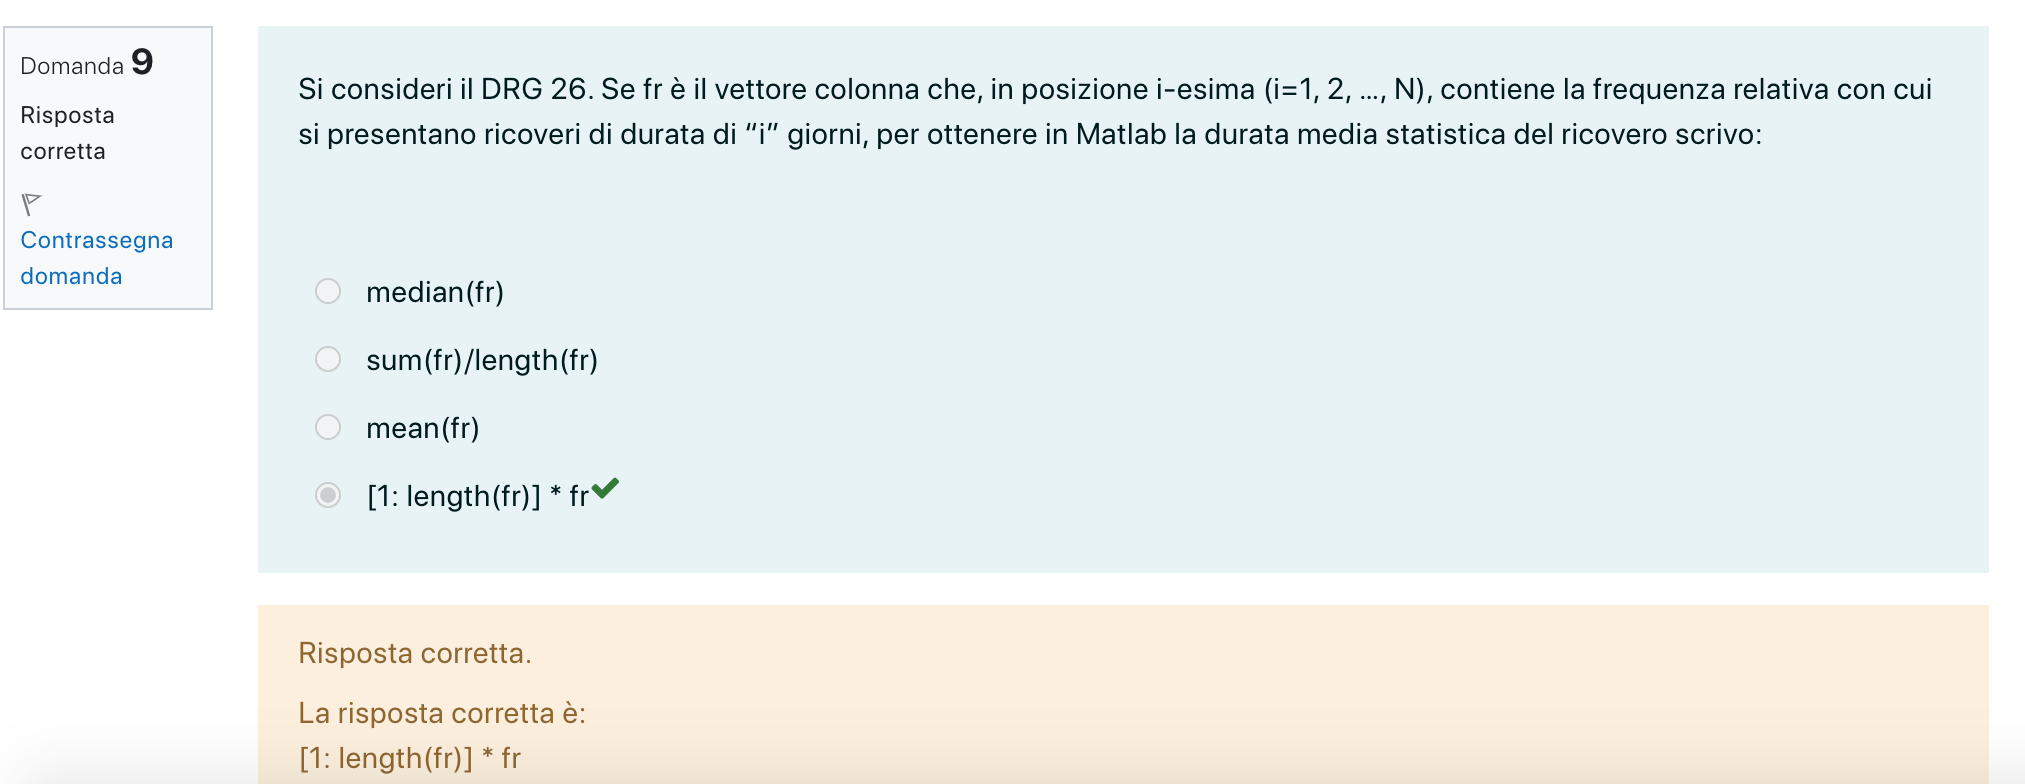 Domanda 9
Risposta
corretta
Contrassegna
domanda
Si consideri il DRG 26. Se fr è il vettore colonna che, in posizione i-esima (i=1, 2, ..., N), contiene la frequenza relativa con cui
si presentano ricoveri di durata di “i” giorni, per ottenere in Matlab la durata media statistica del ricovero scrivo:
median(fr)
sum(fr)/length(fr)
mean(fr)
[1: length(fr)] * fr
Risposta corretta.
La risposta corretta è:
[1: length(fr)] * fr